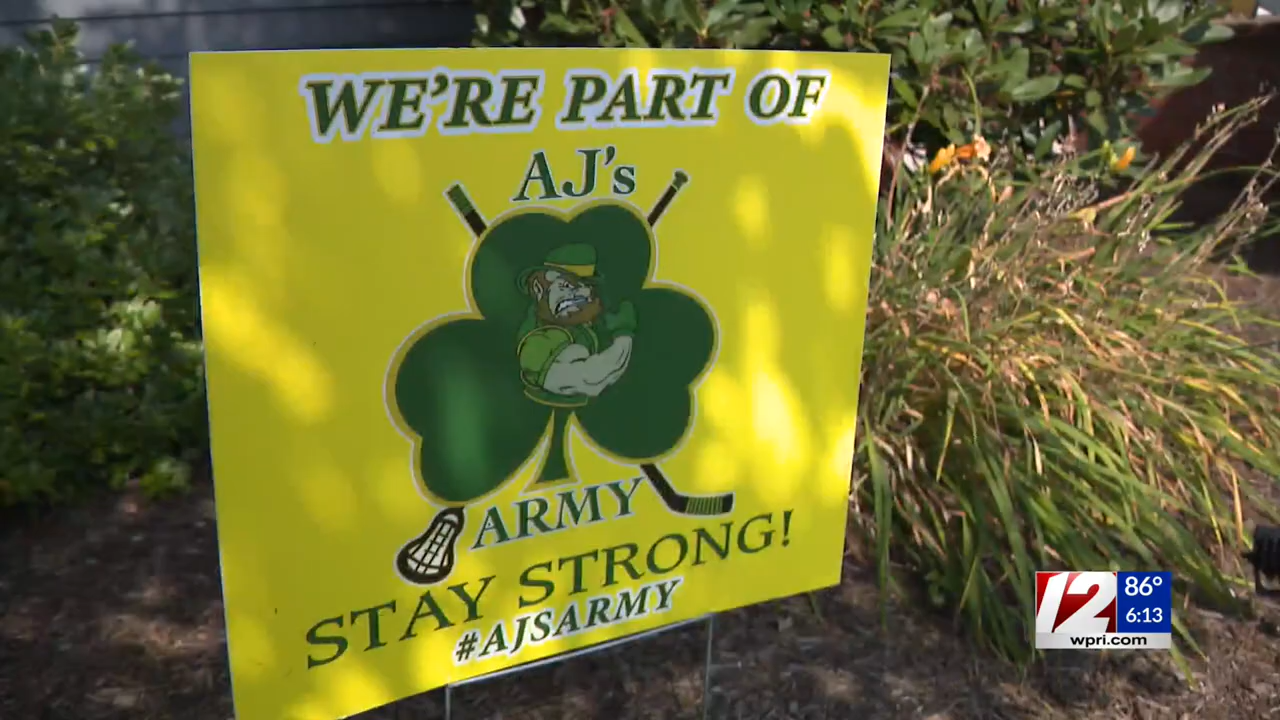 WE'RE PART OF
AJ's
ARMY
STAY STRONG!
#AJSARMY
12
86°
6:13
wpri.com